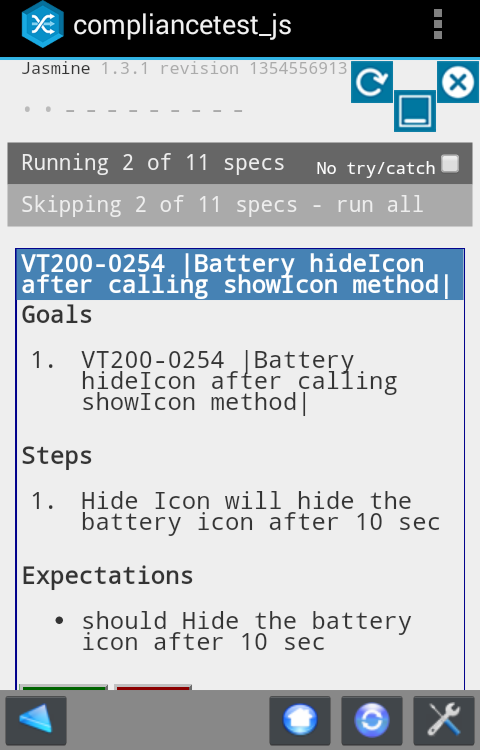 compliancetest_js
Jasmine 1.3.1 revision 1354556913
Running 2 of 11 specs No try/catch
Skipping 2 of 11 specs - run all
VT200-0254 |Battery hideIcon
after calling showIcon method|
Goals
1. VT200-0254 |Battery
hideIcon after calling
showIcon method|
Steps
1. Hide Icon will hide the
battery icon after 10 sec
Expectations
• should Hide the battery
icon after 10 sec